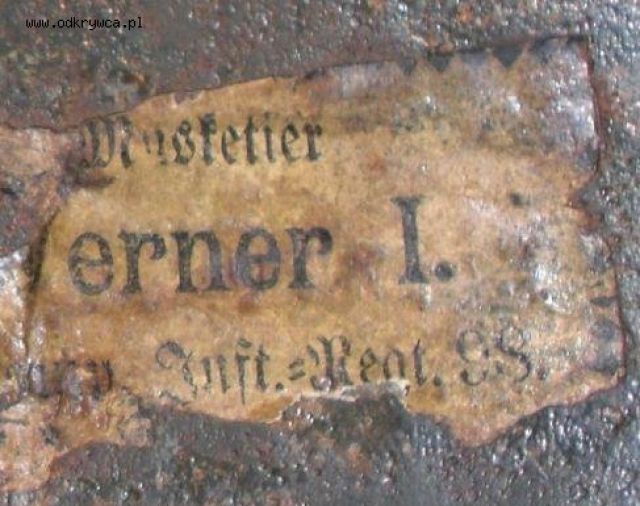 www.odkrywca.pl
Musketier
erner I.
Inft.=Regt. 98.